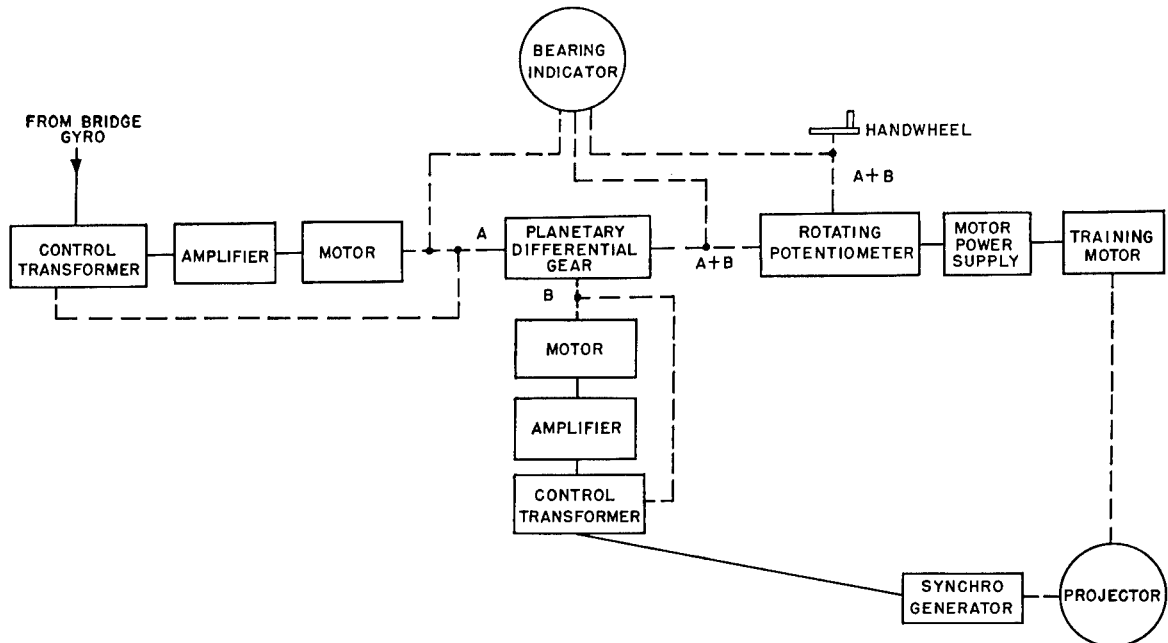 BEARING
INDICATOR
FROM BRIDGE
GYRO
HANDWHEEL
A+B
CONTROL
TRANSFORMER
AMPLIFIER
MOTOR
A
PLANETARY
DIFFERENTIAL
GEAR
A+B
ROTATING
POTENTIOMETER
MOTOR
POWER
SUPPLY
TRAINING
MOTOR
B
MOTOR
AMPLIFIER
CONTROL
TRANSFORMER
SYNCHRO
GENERATOR
PROJECTOR